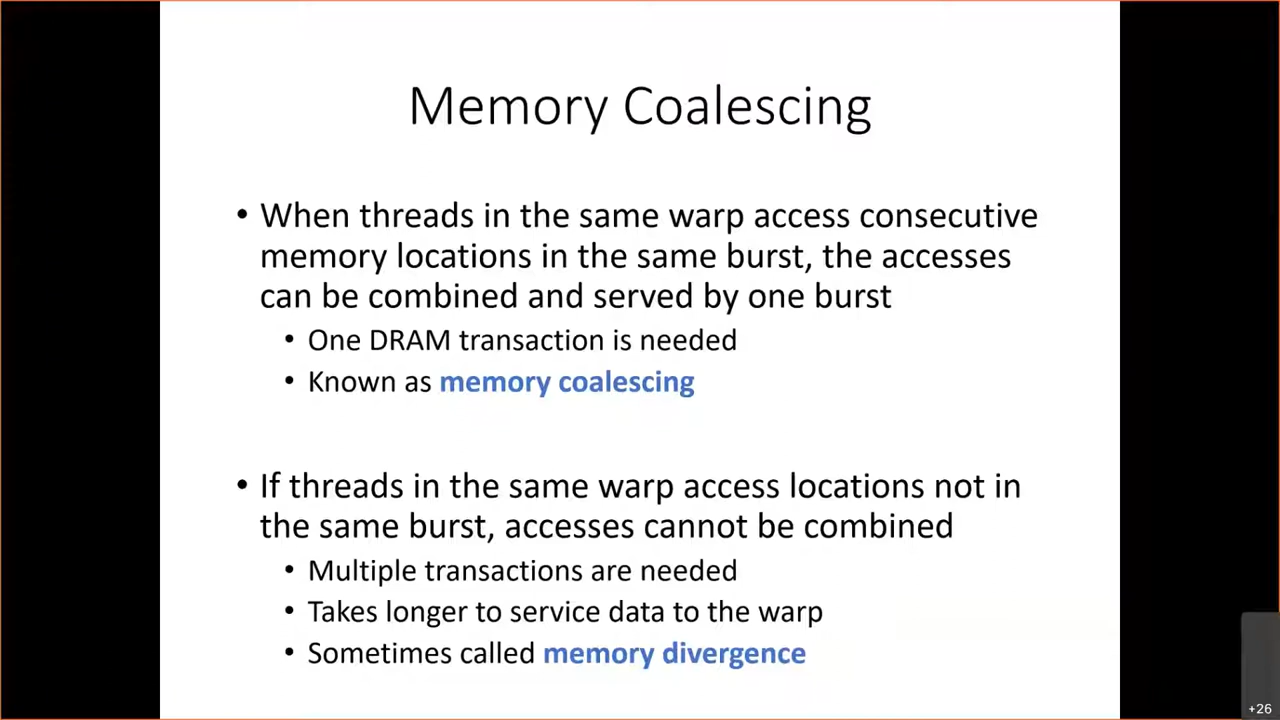 Memory Coalescing
• When threads in the same warp access consecutive
memory locations in the same burst, the accesses
can be combined and served by one burst
• One DRAM transaction is needed
• Known as memory coalescing
• If threads in the same warp access locations not in
the same burst, accesses cannot be combined
• Multiple transactions are needed
• Takes longer to service data to the warp
• Sometimes called memory divergence
+26